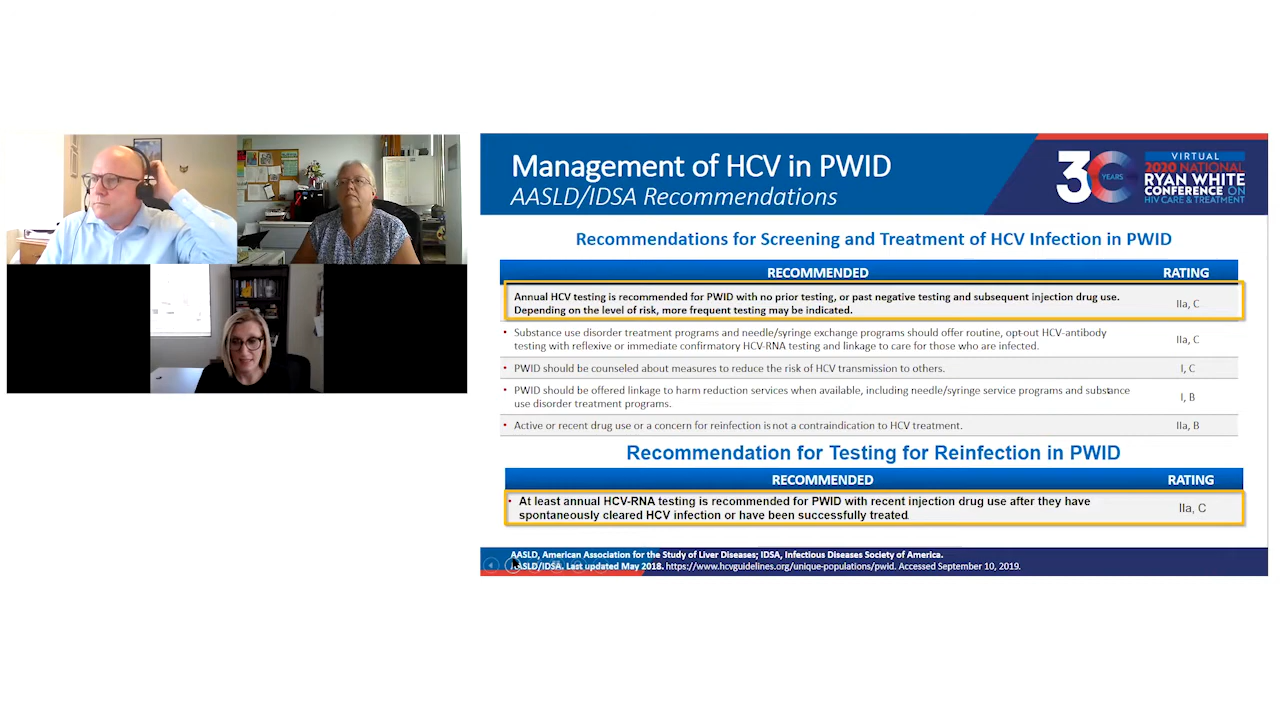 Management of HCV in PWID
AASLD/IDSA Recommendations
30
YEARS
VIRTUAL
2020 NATIONAL
RYAN WHITE
CONFERENCE ON
HIV CARE & TREATMENT
Recommendations for Screening and Treatment of HCV Infection in PWID
RECOMMENDED RATING
Annual HCV testing is recommended for PWID with no prior testing, or past negative testing and subsequent injection drug use.
Depending on the level of risk, more frequent testing may be indicated. IIa, C
• Substance use disorder treatment programs and needle/syringe exchange programs should offer routine, opt-out HCV-antibody
testing with reflexive or immediate confirmatory HCV-RNA testing and linkage to care for those who are infected. IIa, C
• PWID should be counseled about measures to reduce the risk of HCV transmission to others. I, C
• PWID should be offered linkage to harm reduction services when available, including needle/syringe service programs and substance
use disorder treatment programs. I, B
• Active or recent drug use or a concern for reinfection is not a contraindication to HCV treatment. IIa, B
Recommendation for Testing for Reinfection in PWID
RECOMMENDED RATING
• At least annual HCV-RNA testing is recommended for PWID with recent injection drug use after they have
spontaneously cleared HCV infection or have been successfully treated IIa, C
AASLD, American Association for the Study of Liver Diseases; IDSA, Infectious Diseases Society of America.
AASLD/IDSA. Last updated May 2018. https://www.hcvguidelines.org/unique-populations/pwid. Accessed September 10, 2019.